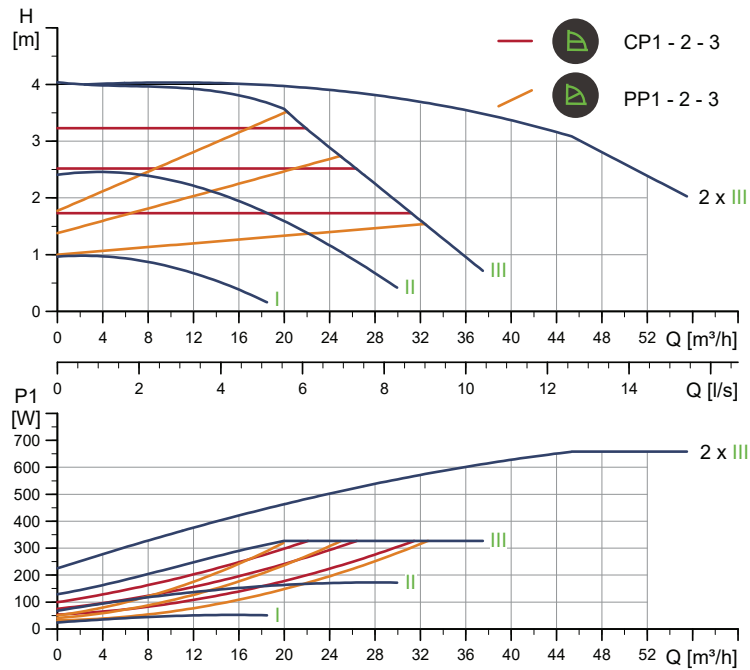 H
[m]
CP1 - 2 - 3
PP1 - 2 - 3
4
3
2
1
0
2 x III
I
II
III
0 4 8 12 16 20 24 28 32 36 40 44 48 52 Q [m³/h]
0 2 4 6 8 10 12 14 Q [l/s]
P1
[W]
700
600
500
400
300
200
100
0
2 x III
III
II
I
0 4 8 12 16 20 24 28 32 36 40 44 48 52 Q [m³/h]